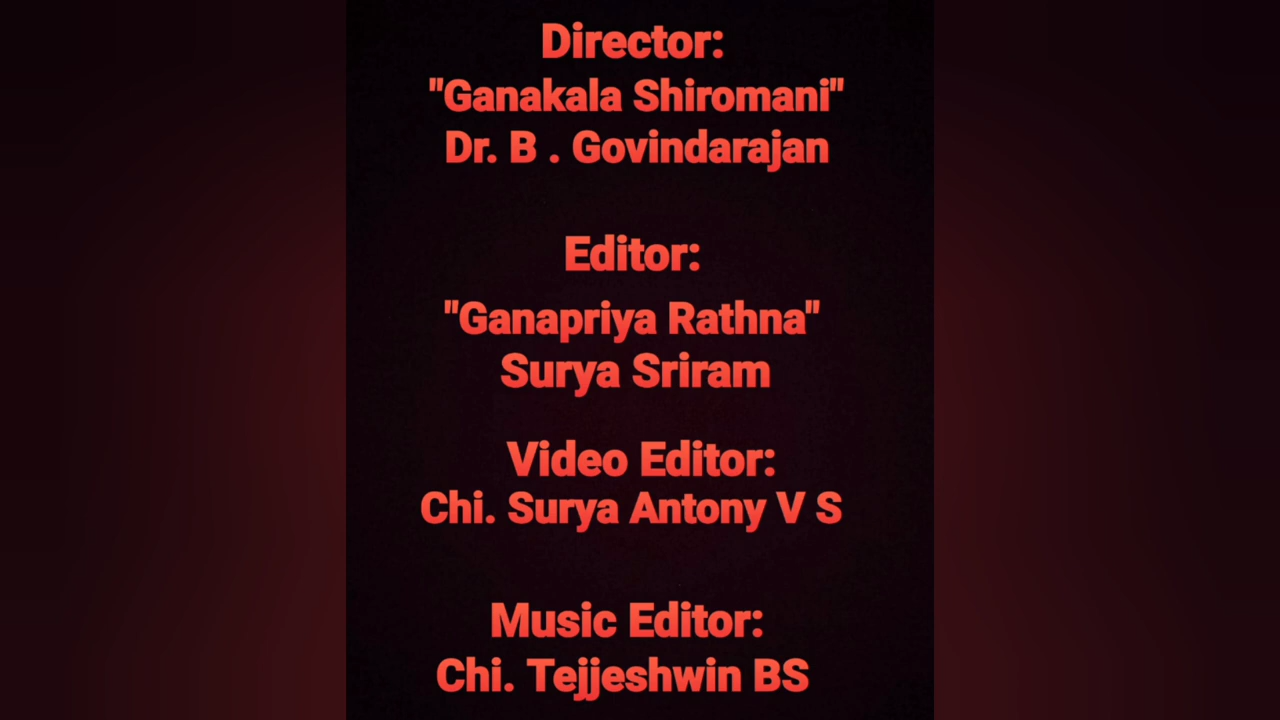 Director:
"Ganakala Shiromani"
Dr. B . Govindarajan
Editor:
"Ganapriya Rathna"
Surya Sriram
Video Editor:
Chi. Surya Antony V S
Music Editor:
Chi. Tejjeshwin BS